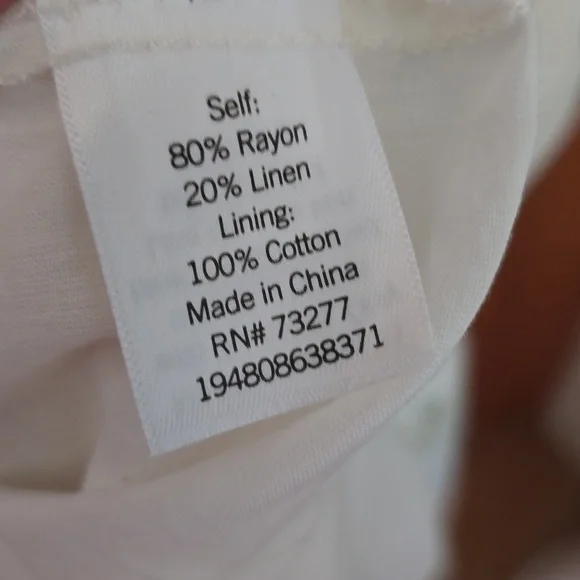 Self:
80% Rayon
20% Linen
Lining:
100% Cotton
Made in China
RN# 73277
194808638371